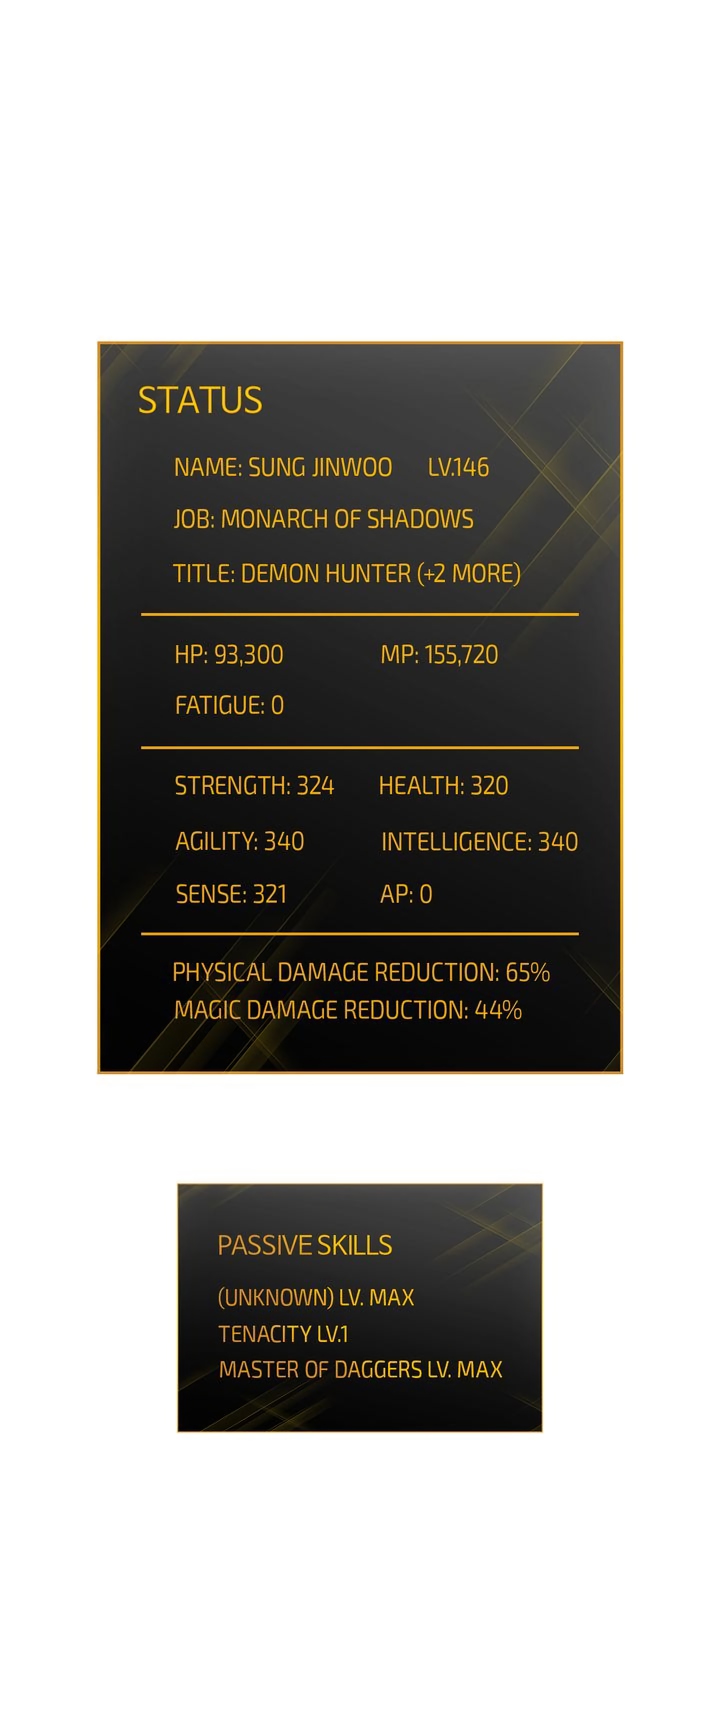 STATUS
NAME: SUNG JINWOO LV.146
JOB: MONARCH OF SHADOWS
TITLE: DEMON HUNTER (+2 MORE)
HP: 93,300 MP: 155,720
FATIGUE: 0
STRENGTH: 324 HEALTH: 320
AGILITY: 340 INTELLIGENCE: 340
SENSE: 321 AP: 0
PHYSICAL DAMAGE REDUCTION: 65%
MAGIC DAMAGE REDUCTION: 44%
PASSIVE SKILLS
(UNKNOWN) LV. MAX
TENACITY LV.1
MASTER OF DAGGERS LV. MAX